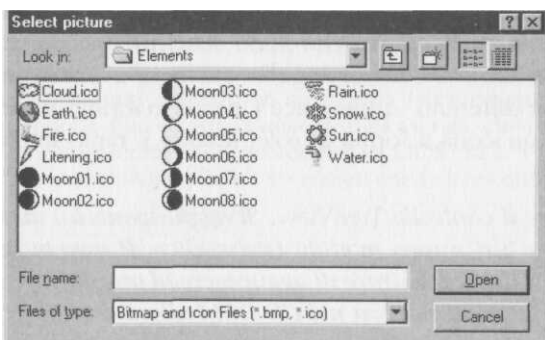 Select picture
Look in: Elements
Cloud.ico Moon03.ico Rain.ico
Earth.ico Moon04.ico Snow.ico
Fire.ico Moon05.ico Sun.ico
Litening.ico Moon06.ico Water.ico
Moon01.ico Moon07.ico
Moon02.ico Moon08.ico
File name: Open
Files of type: Bitmap and Icon Files (*.bmp, *.ico) Cancel